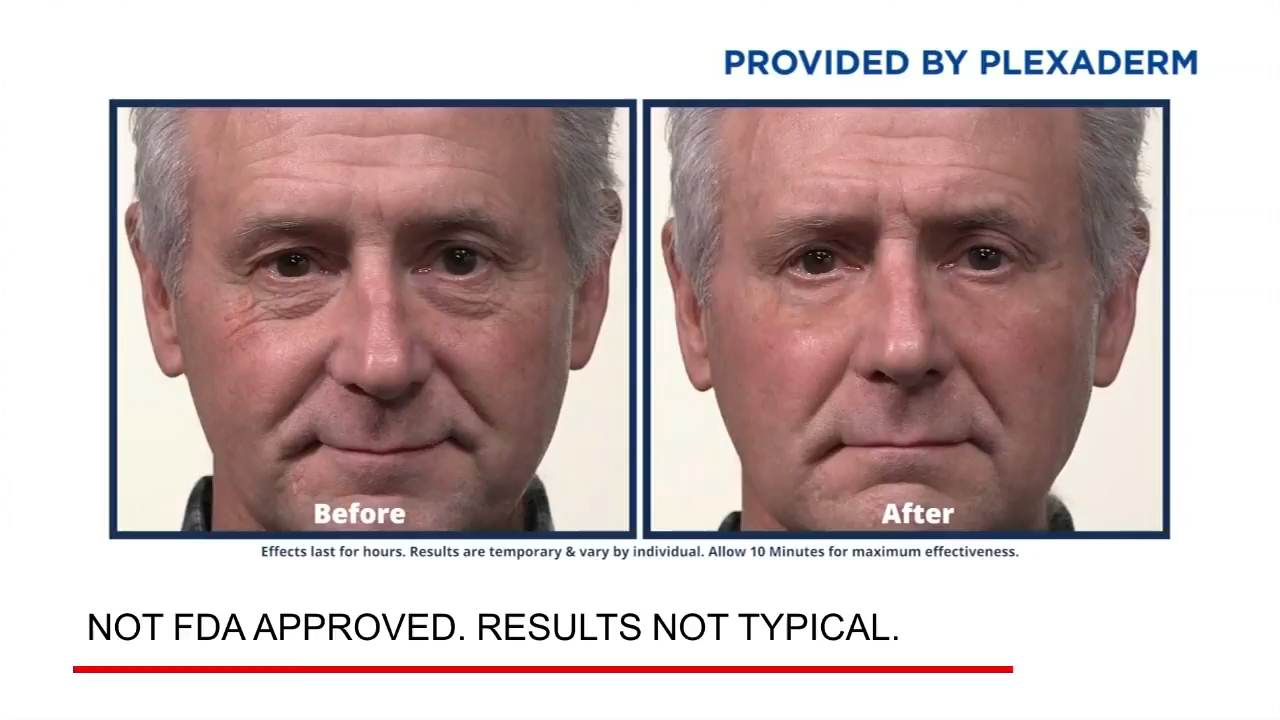 PROVIDED BY PLEXADERM
Before
After
Effects last for hours. Results are temporary & vary by individual. Allow 10 Minutes for maximum effectiveness.
NOT FDA APPROVED. RESULTS NOT TYPICAL.